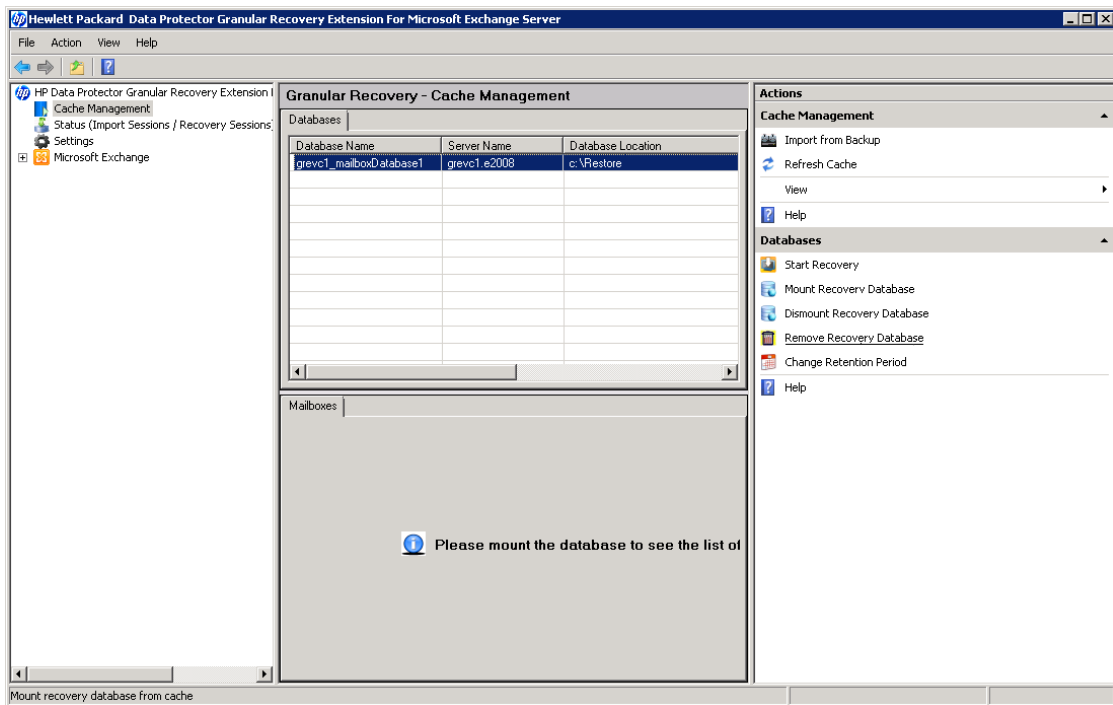 Hewlett Packard  Data Protector Granular Recovery Extension For Microsoft Exchange Server
File Action View Help
HP Data Protector Granular Recovery Extension
Cache Management
Status (Import Sessions / Recovery Sessions
Settings
Microsoft Exchange
Granular Recovery - Cache Management
Databases
Database Name Server Name Database Location
grevc1_mailboxDatabase1 grevc1.e2008 c:\Restore
Mailboxes
Please mount the database to see the list of
Actions
Cache Management
Import from Backup
Refresh Cache
View
Help
Databases
Start Recovery
Mount Recovery Database
Dismount Recovery Database
Remove Recovery Database
Change Retention Period
Help
Mount recovery database from cache